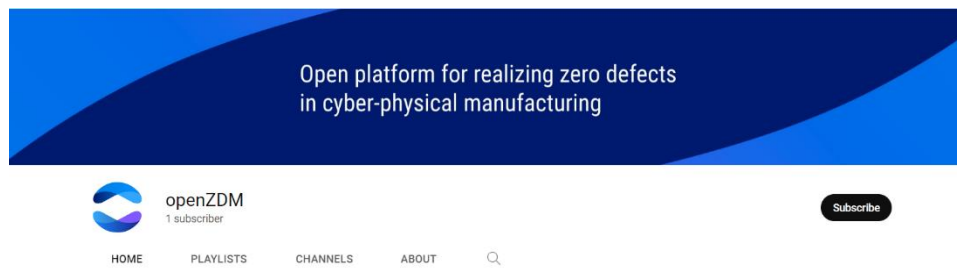 Open platform for realizing zero defects
in cyber-physical manufacturing
openZDM
1 subscriber
Subscribe
HOME PLAYLISTS CHANNELS ABOUT